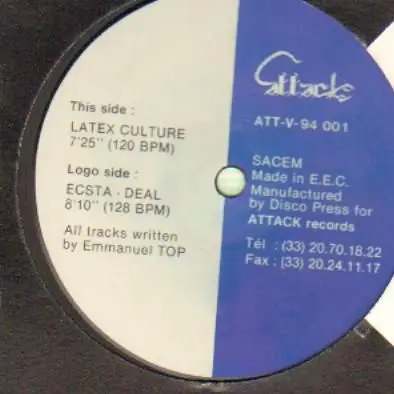 This side :
LATEX CULTURE
7'25'' (120 BPM)
Logo side :
ECSTA - DEAL
8'10'' (128 BPM)
All tracks written
by Emmanuel TOP
attack
ATT-V-94 001
SACEM
Made in E.E.C.
Manufactured
by Disco Press for
ATTACK records
Tél : (33) 20.70.18.22
Fax : (33) 20.24.11.17